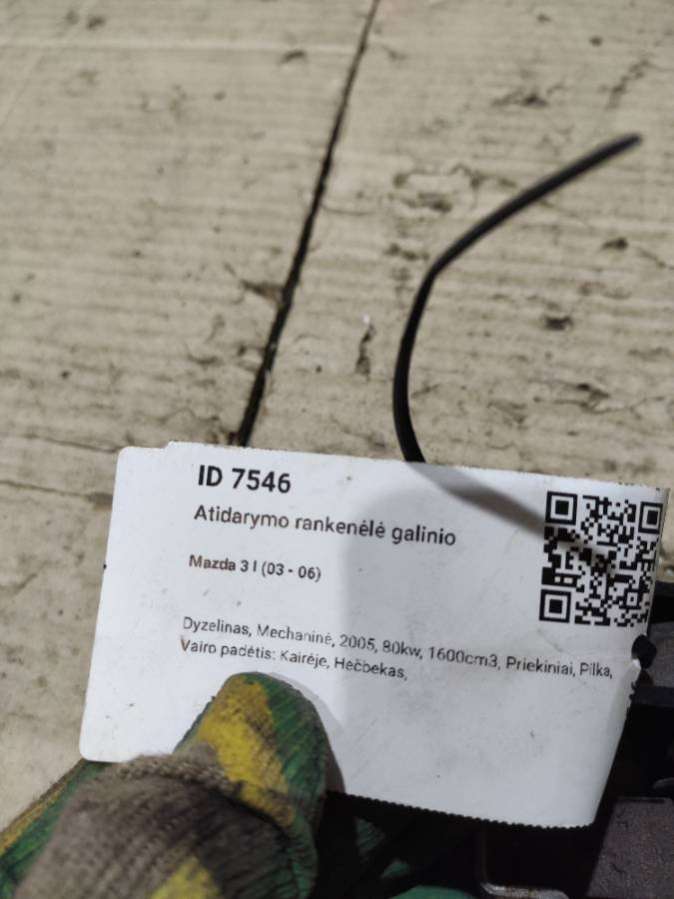 ID 7546
Atidarymo rankenėlė galinio
Mazda 3 I (03 - 06)
Dyzelinas, Mechaninė, 2005, 80kw, 1600cm3, Priekiniai, Pilka,
Vairo padėtis: Kairėje, Hečbekas,